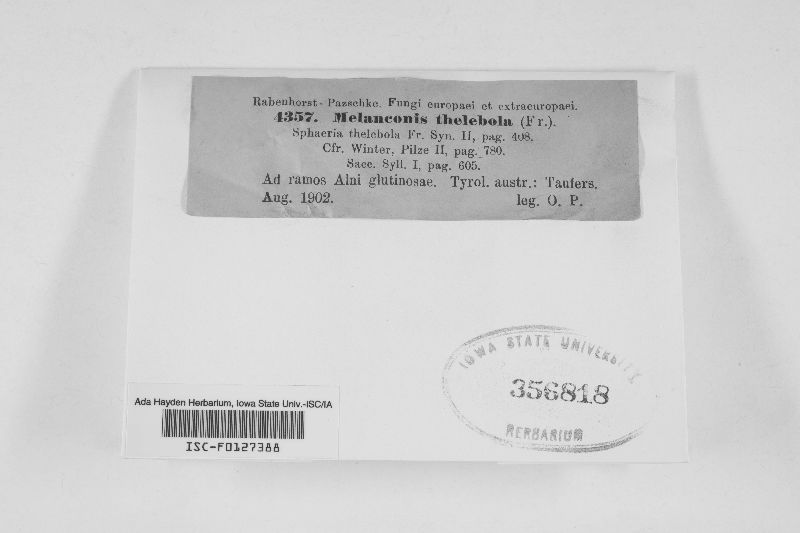 Rabenhorst-Pazschke. Fungi europaei et extraeuropaei.
4357. Melanconis thelebola (Fr.).
Sphaeria thelebola Fr. Syn. II, pag. 408.
Cfr. Winter, Pilze II, pag. 780.
Sacc. Syll. I, pag. 605.
Ad ramos Alni glutinosae. Tyrol. austr.: Taufers.
Aug. 1902. leg. O. P.
IOWA STATE UNIVERSITY
356818
HERBARIUM
Ada Hayden Herbarium, Iowa State Univ.-ISC/IA
ISC-F0127388